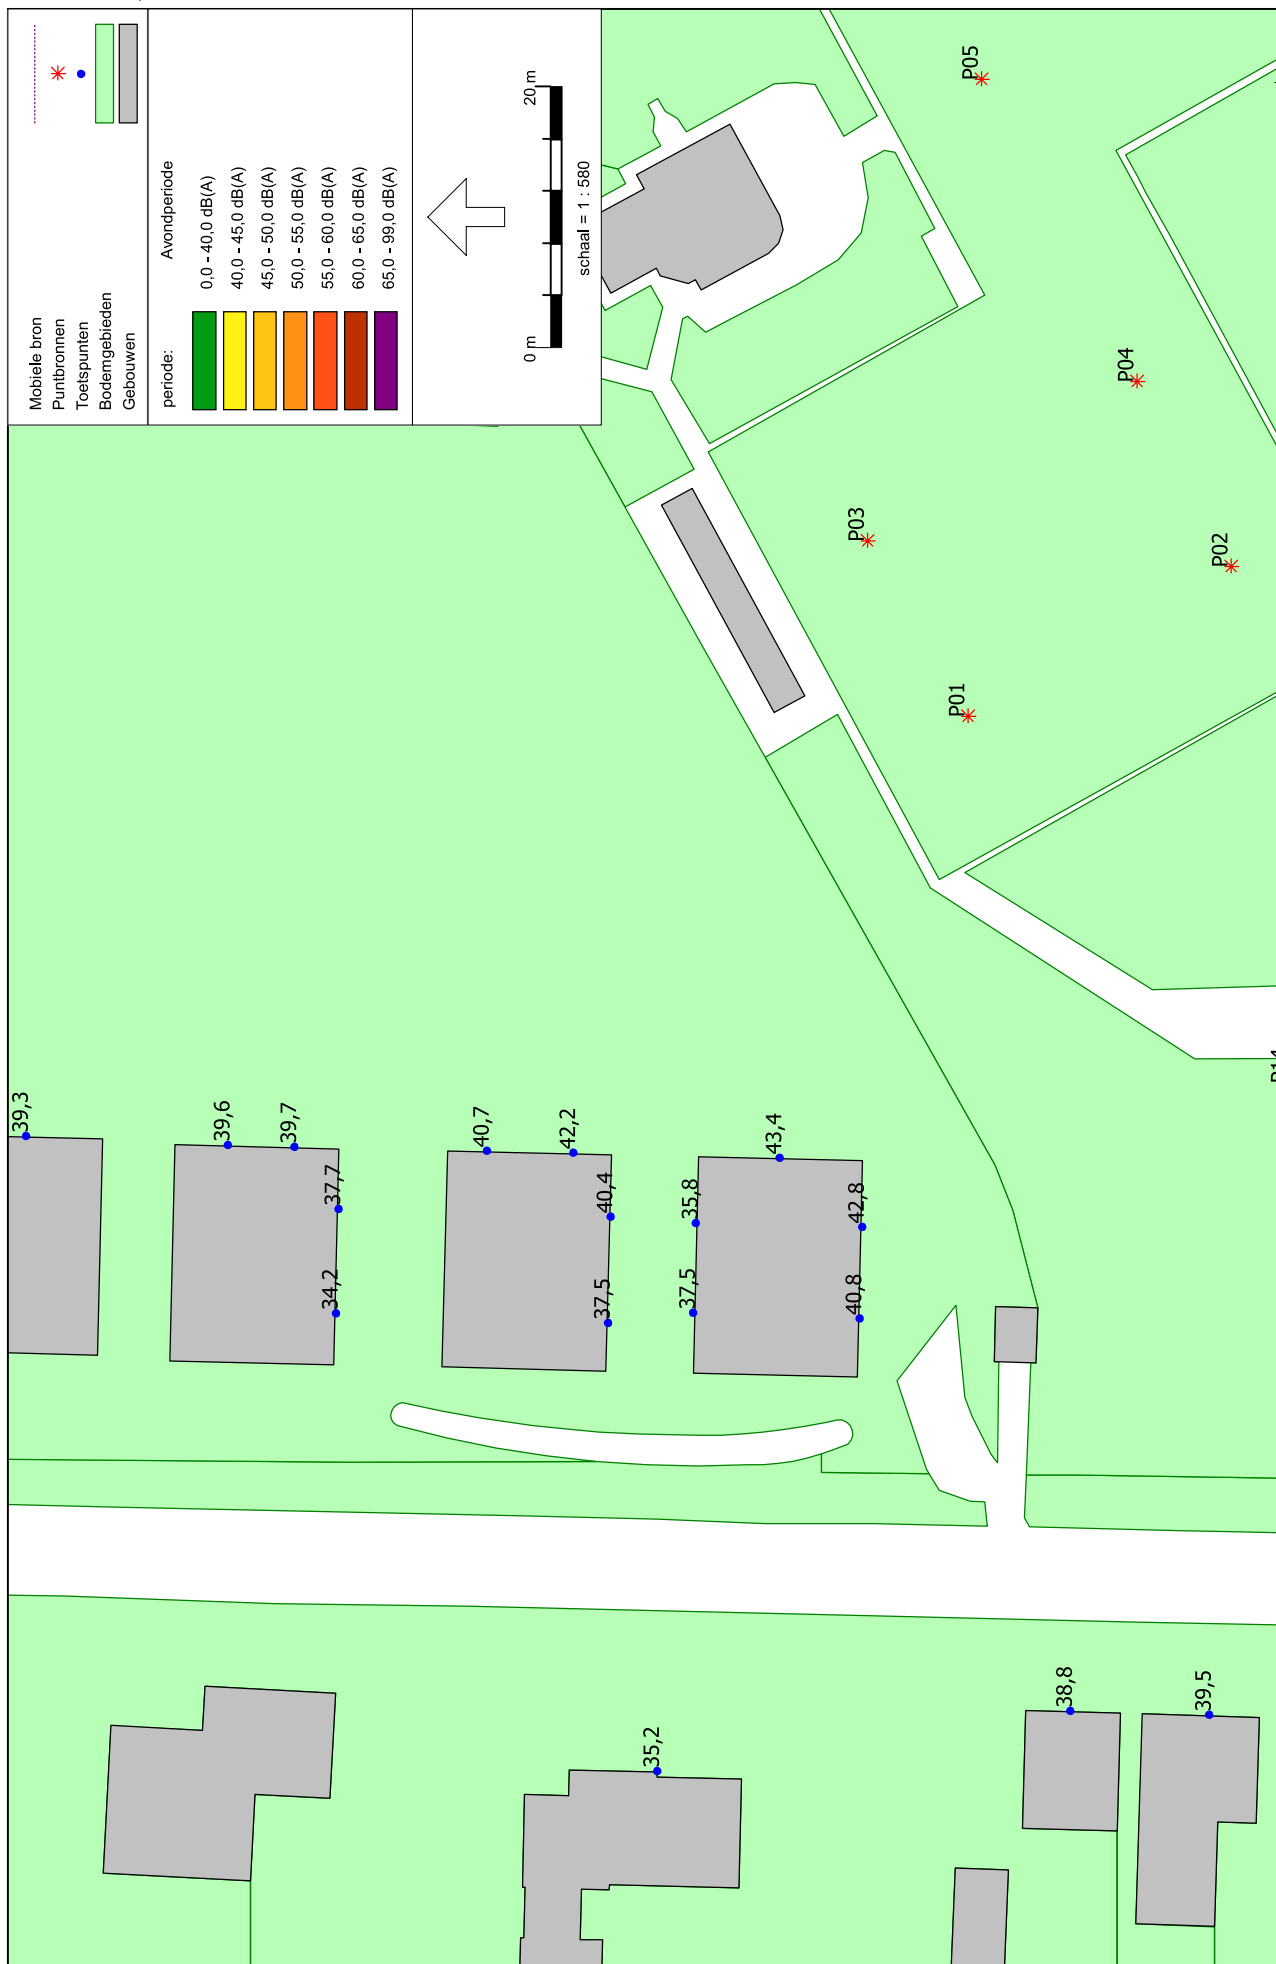 Mobiele bron
Puntbronnen
Toetspunten
Bodemgebieden
Gebouwen
periode: Avondperiode
0,0 - 40,0 dB(A)
40,0 - 45,0 dB(A)
45,0 - 50,0 dB(A)
50,0 - 55,0 dB(A)
55,0 - 60,0 dB(A)
60,0 - 65,0 dB(A)
65,0 - 99,0 dB(A)
0 m 20 m
schaal = 1 : 580
P05
P04
P03
P02
P01
39,3
39,6
39,7
37,7
34,2
40,7
42,2
40,4
37,5
43,4
35,8
37,5
42,8
40,8
35,2
38,8
39,5